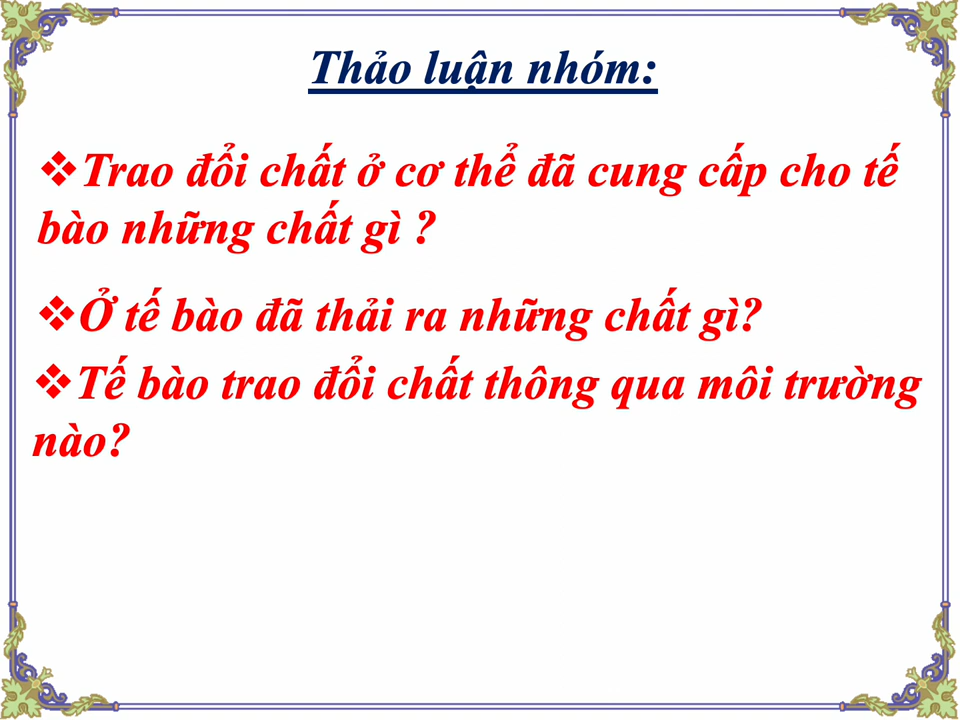 Thảo luận nhóm:
❖Trao đổi chất ở cơ thể đã cung cấp cho tế
bào những chất gì ?
❖Ở tế bào đã thải ra những chất gì?
❖Tế bào trao đổi chất thông qua môi trường
nào?